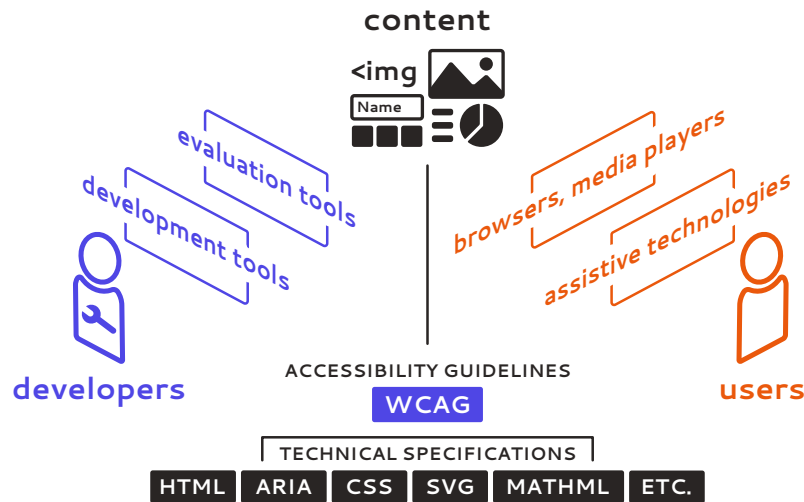 content
<img
Name
evaluation tools
development tools
browsers, media players
assistive technologies
developers
users
ACCESSIBILITY GUIDELINES
WCAG
TECHNICAL SPECIFICATIONS
HTML ARIA CSS SVG MATHML ETC.